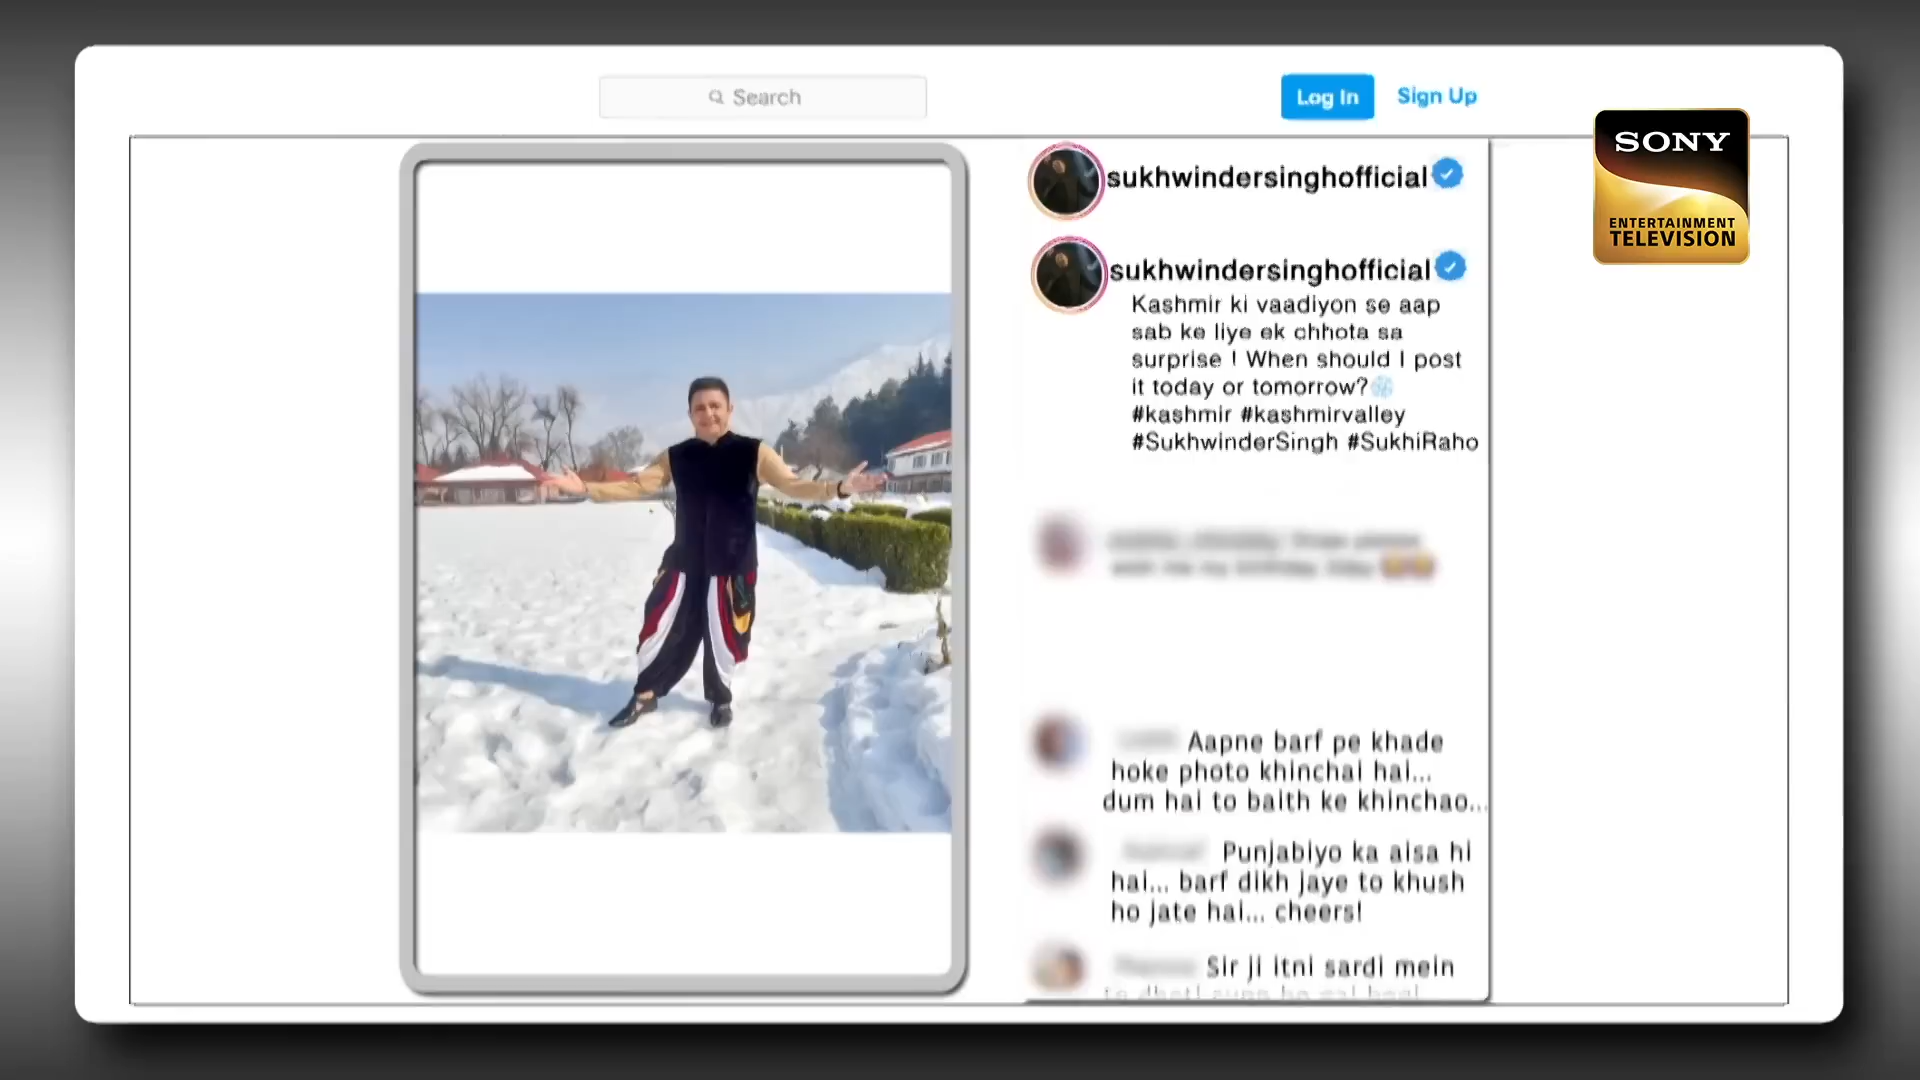 Search
Log In
Sign Up
SONY
ENTERTAINMENT
TELEVISION
sukhwindersinghofficial
sukhwindersinghofficial
Kashmir ki vaadiyon se aap
sab ke liye ek chhota sa
surprise ! When should I post
it today or tomorrow?
#kashmir #kashmirvalley
#SukhwinderSingh #SukhiRaho
Aapne barf pe khade
hoke photo khinchai hai...
dum hai to baith ke khinchao...
Punjabiyo ka aisa hi
hai... barf dikh jaye to khush
ho jate hai... cheers!
Sir ji itni sardi mein